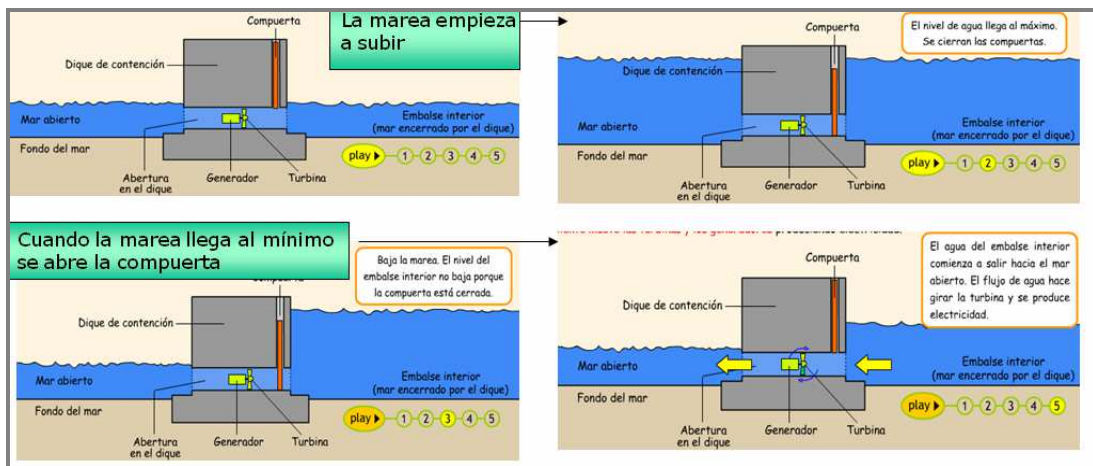 La marea empieza
a subir
Compuerta
Dique de contención
Mar abierto
Embalse interior
(mar encerrado por el dique)
Fondo del mar
play 1 2 3 4 5
Abertura
en el dique
Generador
Turbina
El nivel de agua llega al máximo.
Se cierran las compuertas.
Dique de contención
Mar abierto
Embalse interior
(mar encerrado por el dique)
Fondo del mar
play 1 2 3 4 5
Abertura
en el dique
Generador
Turbina
Cuando la marea llega al mínimo
se abre la compuerta
Baja la marea. El nivel del
embalse interior no baja porque
la compuerta está cerrada.
Dique de contención
Mar abierto
Embalse interior
(mar encerrado por el dique)
Fondo del mar
play 1 2 3 4 5
Abertura
en el dique
Generador
Turbina
El agua del embalse interior
comienza a salir hacia el mar
abierto. El flujo de agua hace
girar la turbina y se produce
electricidad.
Compuerta
Dique de contención
Mar abierto
Embalse interior
(mar encerrado por el dique)
Fondo del mar
play 1 2 3 4 5
Abertura
en el dique
Generador
Turbina